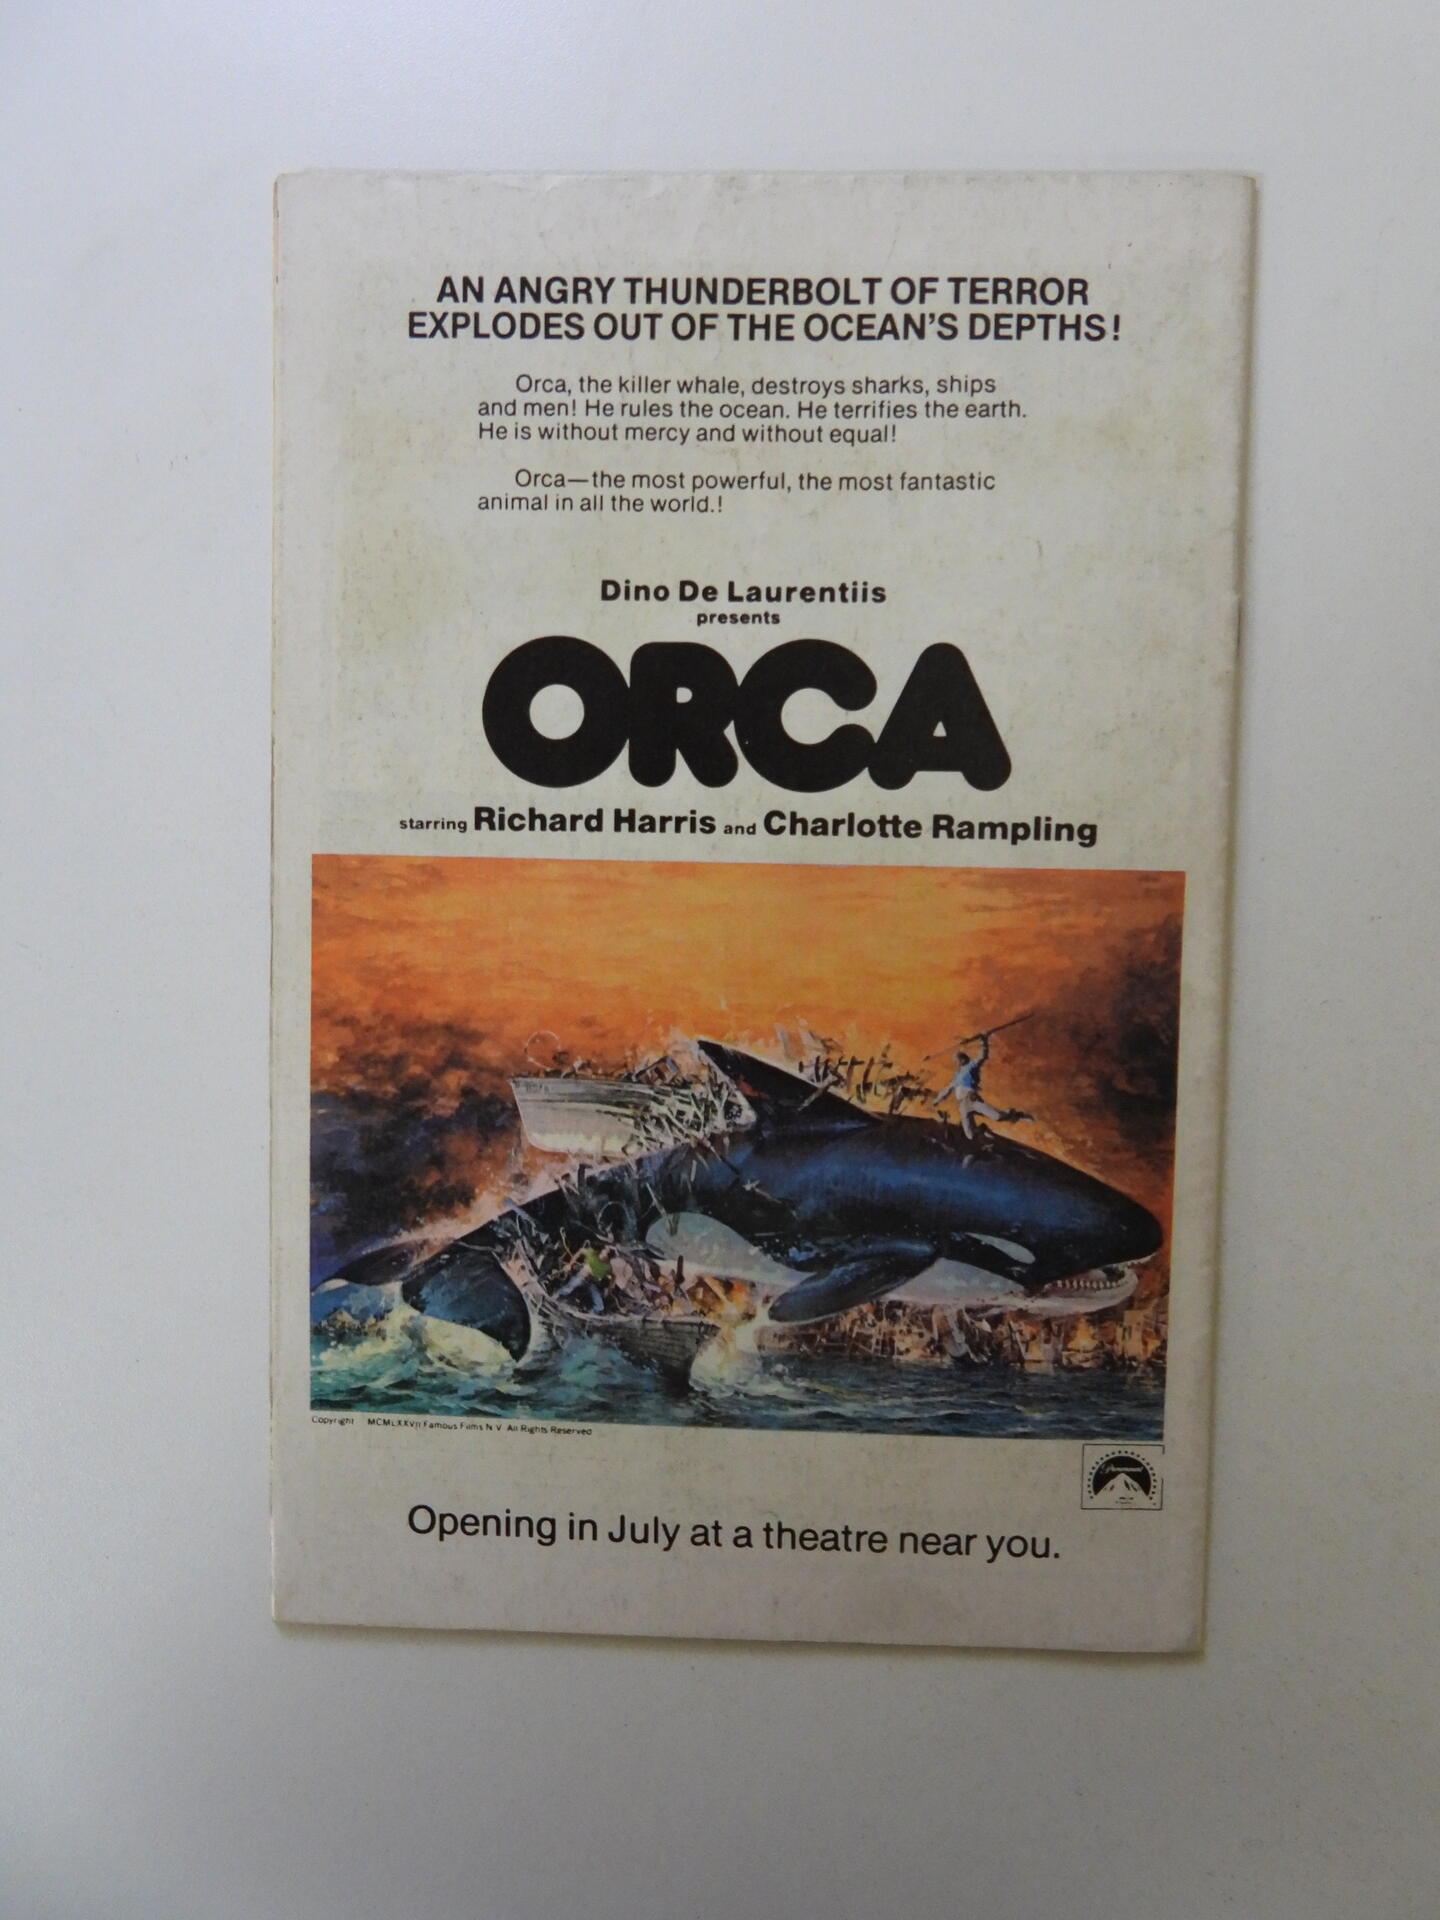 AN ANGRY THUNDERBOLT OF TERROR
EXPLODES OUT OF THE OCEAN'S DEPTHS!
Orca, the killer whale, destroys sharks, ships
and men! He rules the ocean. He terrifies the earth.
He is without mercy and without equal!
Orca—the most powerful, the most fantastic
animal in all the world.!
Dino De Laurentiis
presents
ORCA
starring Richard Harris and Charlotte Rampling
Copyright MCMLXXVII Famous Films N V All Rights Reserved
Paramount
Opening in July at a theatre near you.